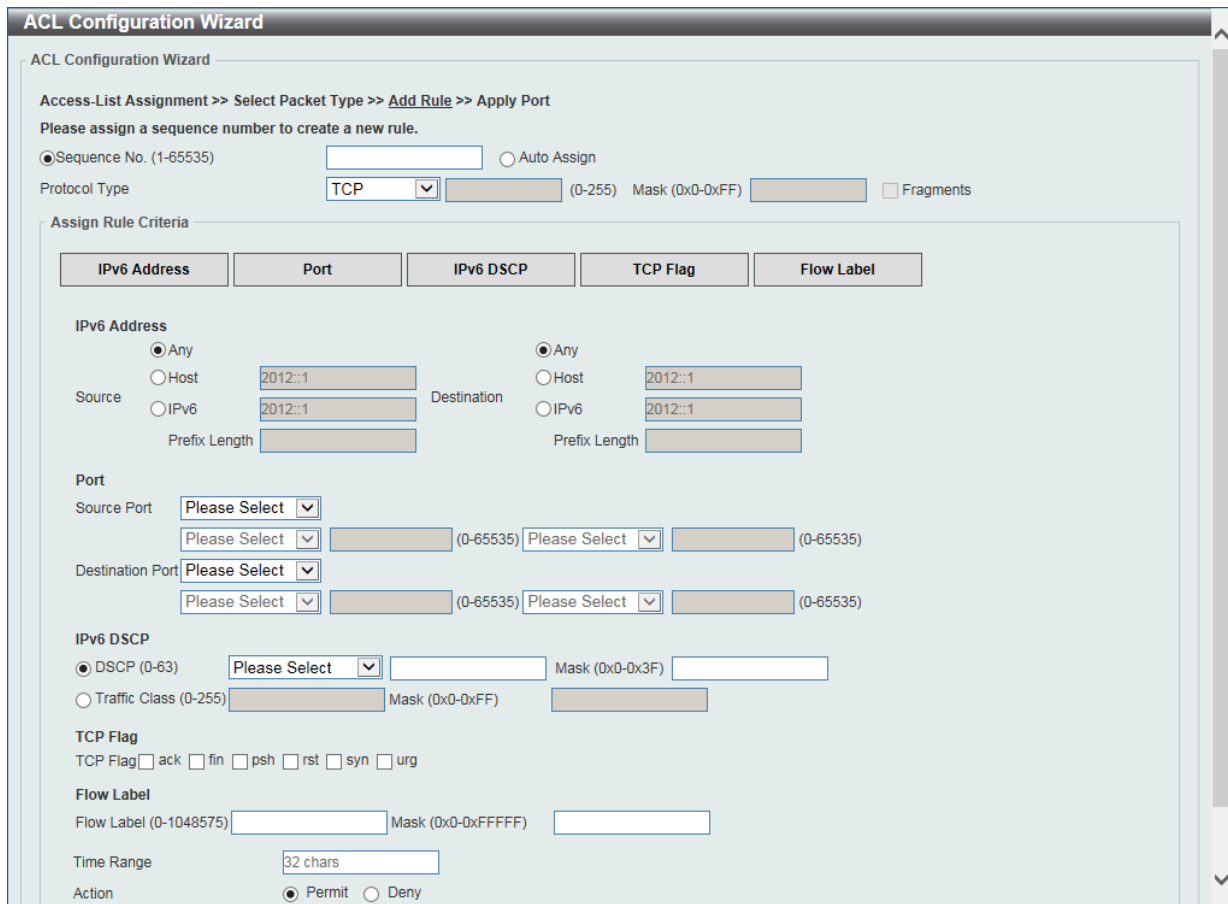 ACL Configuration Wizard
ACL Configuration Wizard
Access-List Assignment >> Select Packet Type >> Add Rule >> Apply Port
Please assign a sequence number to create a new rule.
Sequence No. (1-65535) Auto Assign
Protocol Type TCP (0-255) Mask (0x0-0xFF) Fragments
Assign Rule Criteria
IPv6 Address Port IPv6 DSCP TCP Flag Flow Label
IPv6 Address
Any Any
Host 2012::1 Host 2012::1
Source Destination
IPv6 2012::1 IPv6 2012::1
Prefix Length Prefix Length
Port
Source Port Please Select
Please Select (0-65535) Please Select (0-65535)
Destination Port Please Select
Please Select (0-65535) Please Select (0-65535)
IPv6 DSCP
DSCP (0-63) Please Select Mask (0x0-0x3F)
Traffic Class (0-255) Mask (0x0-0xFF)
TCP Flag
TCP Flag ack fin psh rst syn urg
Flow Label
Flow Label (0-1048575) Mask (0x0-0xFFFFF)
Time Range 32 chars
Action Permit Deny